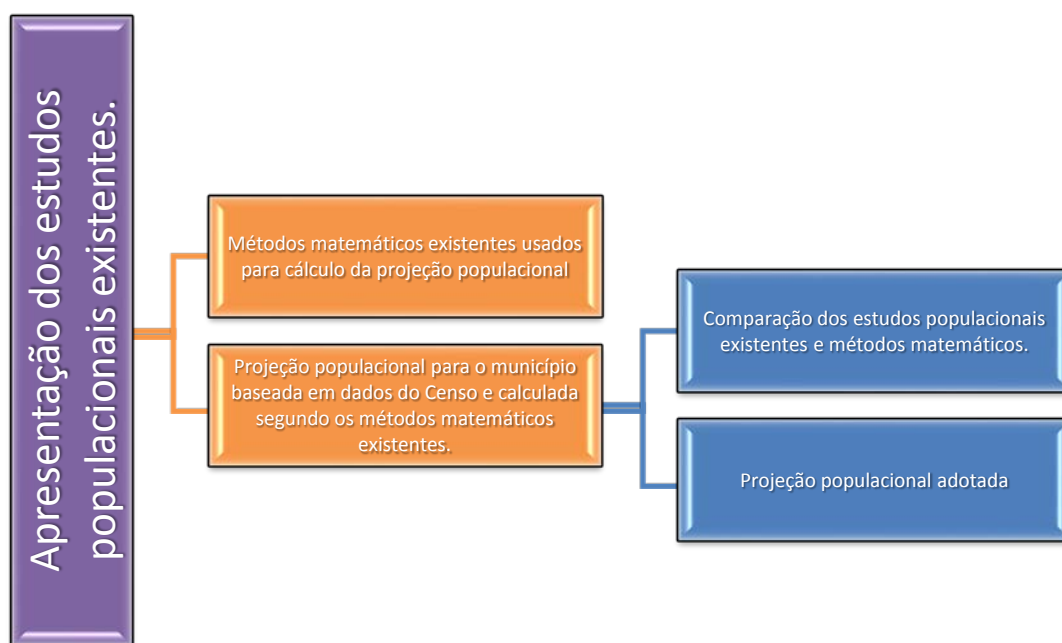 Apresentação dos estudos
populacionais existentes.
Métodos matemáticos existentes usados
para cálculo da projeção populacional
Projeção populacional para o município
baseada em dados do Censo e calculada
segundo os métodos matemáticos
existentes.
Comparação dos estudos populacionais
existentes e métodos matemáticos.
Projeção populacional adotada